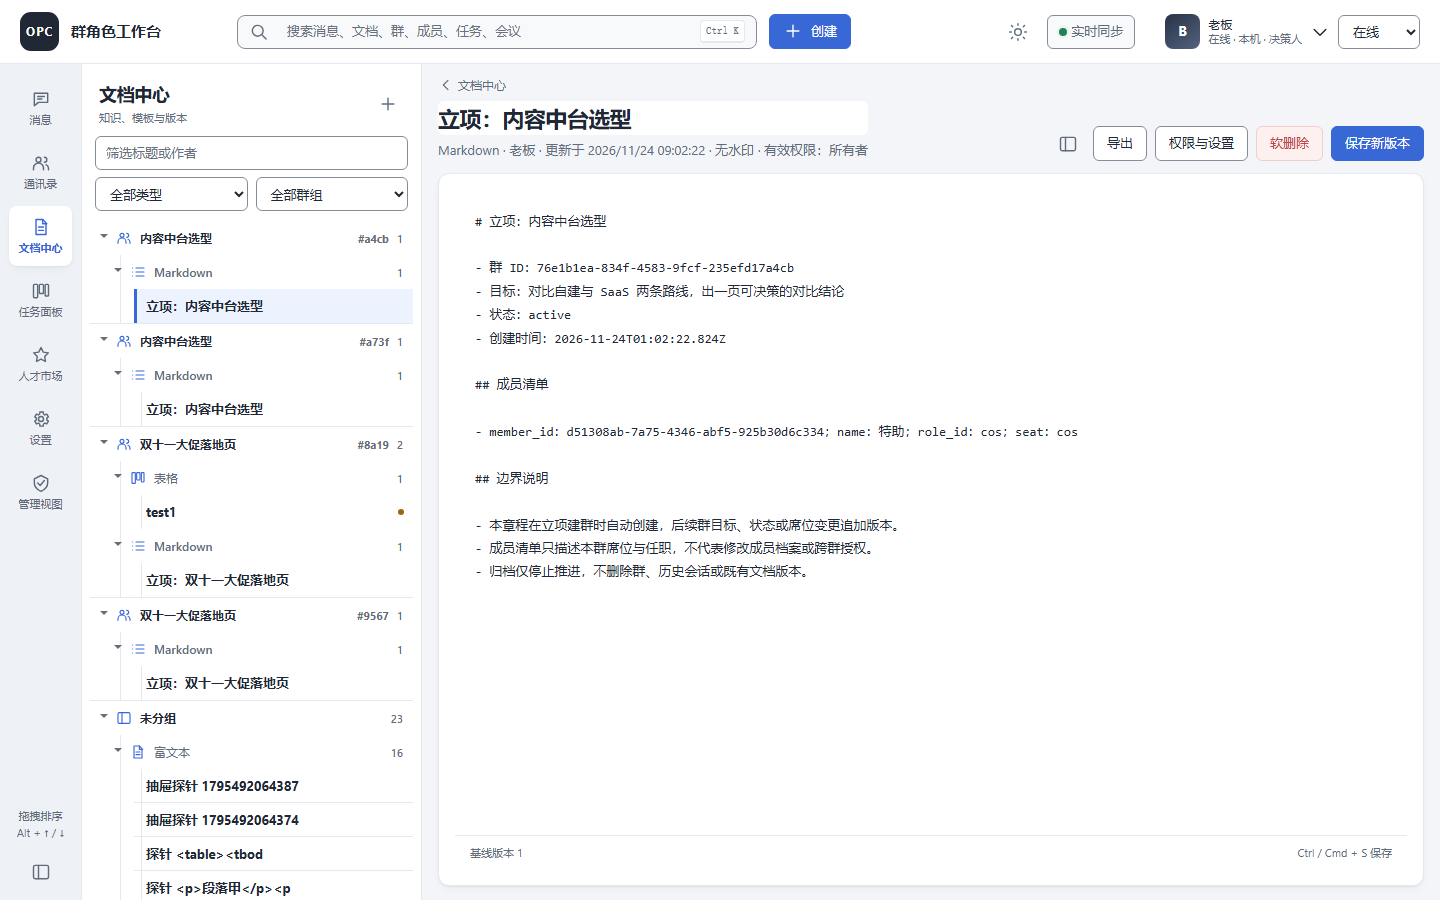 OPC 群角色工作台
搜索消息、文档、群、成员、任务、会议 Ctrl K
创建
实时同步
B
老板
在线 · 本机 · 决策人
在线
消息
通讯录
文档中心
任务面板
人才市场
设置
管理视图
拖拽排序
Alt + ↑ / ↓
文档中心
知识、模板与版本
筛选标题或作者
全部类型
全部群组
内容中台选型 #a4cb 1
Markdown 1
立项：内容中台选型
内容中台选型 #a73f 1
Markdown 1
立项：内容中台选型
双十一大促落地页 #8a19 2
表格 1
test1
Markdown 1
立项：双十一大促落地页
双十一大促落地页 #9567 1
Markdown 1
立项：双十一大促落地页
未分组 23
富文本 16
抽屉探针 1795492064387
抽屉探针 1795492064374
探针 <table><tbod
探针 <p>段落甲</p><p
文档中心
立项：内容中台选型
Markdown · 老板 · 更新于 2026/11/24 09:02:22 · 无水印 · 有效权限：所有者
导出
权限与设置
软删除
保存新版本
# 立项：内容中台选型
- 群 ID：76e1b1ea-834f-4583-9fcf-235efd17a4cb
- 目标：对比自建与 SaaS 两条路线，出一页可决策的对比结论
- 状态：active
- 创建时间：2026-11-24T01:02:22.824Z
## 成员清单
- member_id：d51308ab-7a75-4346-abf5-925b30d6c334；name：特助；role_id：cos；seat：cos
## 边界说明
- 本章程在立项建群时自动创建，后续群目标、状态或席位变更追加版本。
- 成员清单只描述本群席位与任职，不代表修改成员档案或跨群授权。
- 归档仅停止推进，不删除群、历史会话或既有文档版本。
基线版本 1
Ctrl / Cmd + S 保存